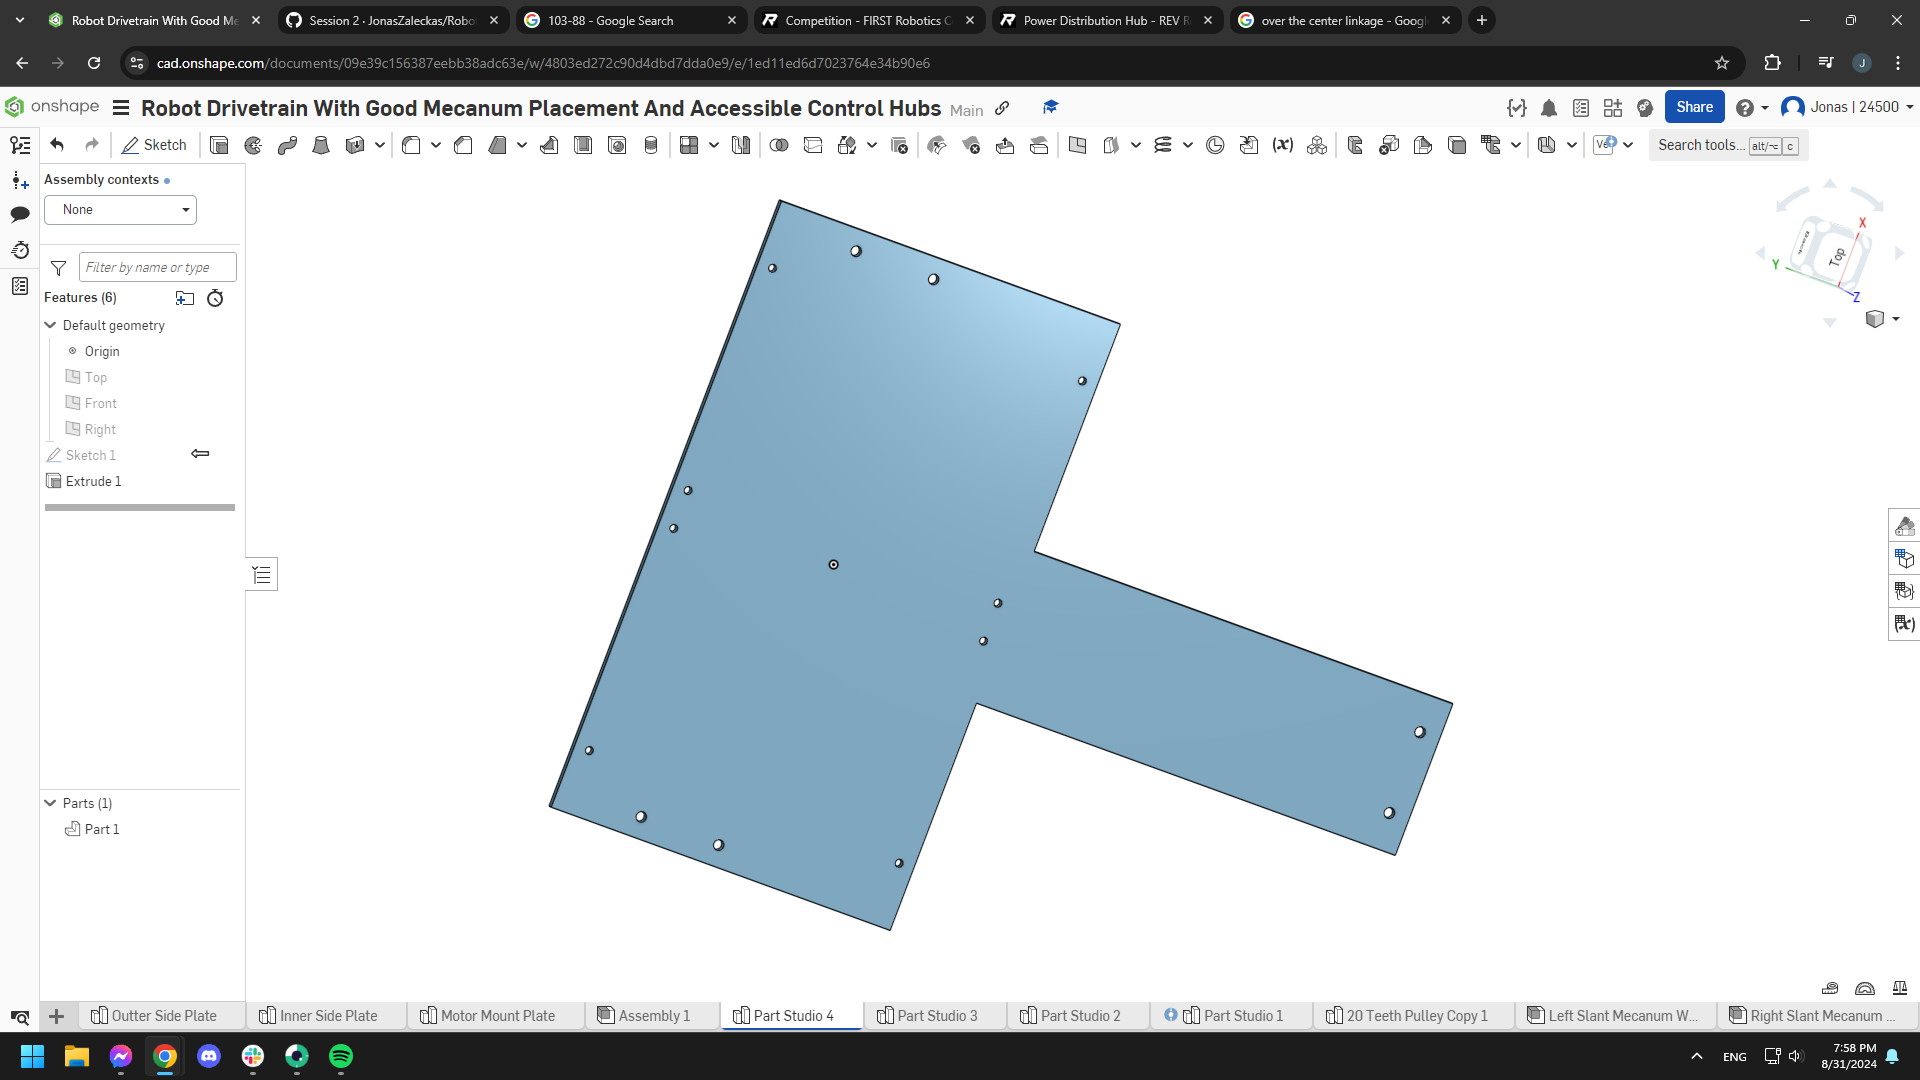 Robot Drivetrain With Good Me
Session 2 · JonasZaleckas/Robo
103-88 - Google Search
Competition - FIRST Robotics C
Power Distribution Hub - REV R
over the center linkage - Googl
cad.onshape.com/documents/09e39c156387eebb38adc63e/w/4803ed272c90d4dbd7dda0e9/e/1ed11ed6d7023764e34b90e6
J
onshape
Robot Drivetrain With Good Mecanum Placement And Accessible Control Hubs
Main
Share
Jonas | 24500
Sketch
Search tools... alt/⌥ c
Assembly contexts
None
Filter by name or type
Features (6)
Default geometry
Origin
Top
Front
Right
Sketch 1
Extrude 1
Parts (1)
Part 1
X
Y
Z
Top
Outter Side Plate
Inner Side Plate
Motor Mount Plate
Assembly 1
Part Studio 4
Part Studio 3
Part Studio 2
Part Studio 1
20 Teeth Pulley Copy 1
Left Slant Mecanum W...
Right Slant Mecanum ...
ENG
7:58 PM
8/31/2024